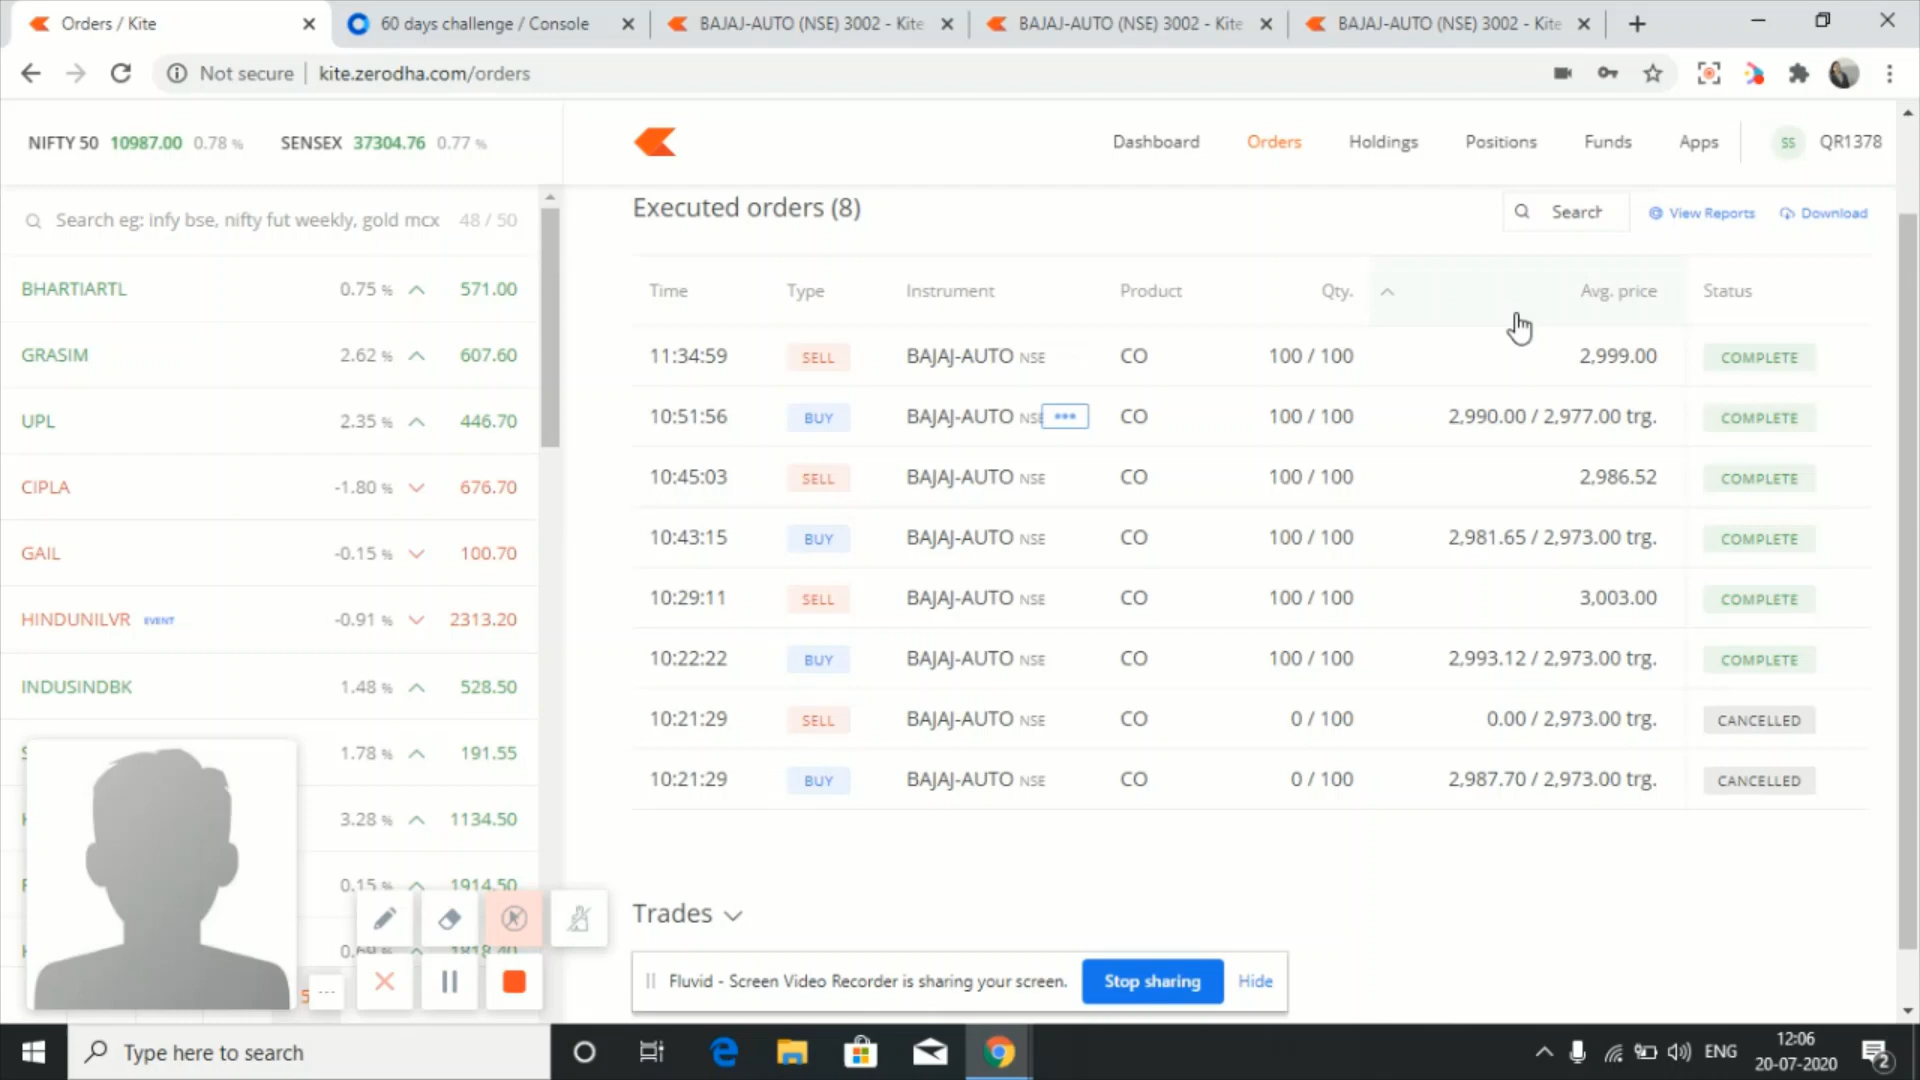 Orders / Kite
60 days challenge / Console
BAJAJ-AUTO (NSE) 3002 - Kite
BAJAJ-AUTO (NSE) 3002 - Kite
BAJAJ-AUTO (NSE) 3002 - Kite
Not secure
kite.zerodha.com/orders
NIFTY 50 10987.00 0.78 %
SENSEX 37304.76 0.77 %
Dashboard
Orders
Holdings
Positions
Funds
Apps
SS
QR1378
Search eg: infy bse, nifty fut weekly, gold mcx 48 / 50
BHARTIARTL 0.75 % 571.00
GRASIM 2.62 % 607.60
UPL 2.35 % 446.70
CIPLA -1.80 % 676.70
GAIL -0.15 % 100.70
HINDUNILVR EVENT -0.91 % 2313.20
INDUSINDBK 1.48 % 528.50
1.78 % 191.55
3.28 % 1134.50
0.15 % 1914.50
0.69 % 1818.40
Executed orders (8)
Search
View Reports
Download
Time Type Instrument Product Qty. Avg. price Status
11:34:59 SELL BAJAJ-AUTO NSE CO 100 / 100 2,999.00 COMPLETE
10:51:56 BUY BAJAJ-AUTO NSE CO 100 / 100 2,990.00 / 2,977.00 trg. COMPLETE
10:45:03 SELL BAJAJ-AUTO NSE CO 100 / 100 2,986.52 COMPLETE
10:43:15 BUY BAJAJ-AUTO NSE CO 100 / 100 2,981.65 / 2,973.00 trg. COMPLETE
10:29:11 SELL BAJAJ-AUTO NSE CO 100 / 100 3,003.00 COMPLETE
10:22:22 BUY BAJAJ-AUTO NSE CO 100 / 100 2,993.12 / 2,973.00 trg. COMPLETE
10:21:29 SELL BAJAJ-AUTO NSE CO 0 / 100 0.00 / 2,973.00 trg. CANCELLED
10:21:29 BUY BAJAJ-AUTO NSE CO 0 / 100 2,987.70 / 2,973.00 trg. CANCELLED
Trades
Fluvid - Screen Video Recorder is sharing your screen.
Stop sharing
Hide
Type here to search
ENG
12:06
20-07-2020
2